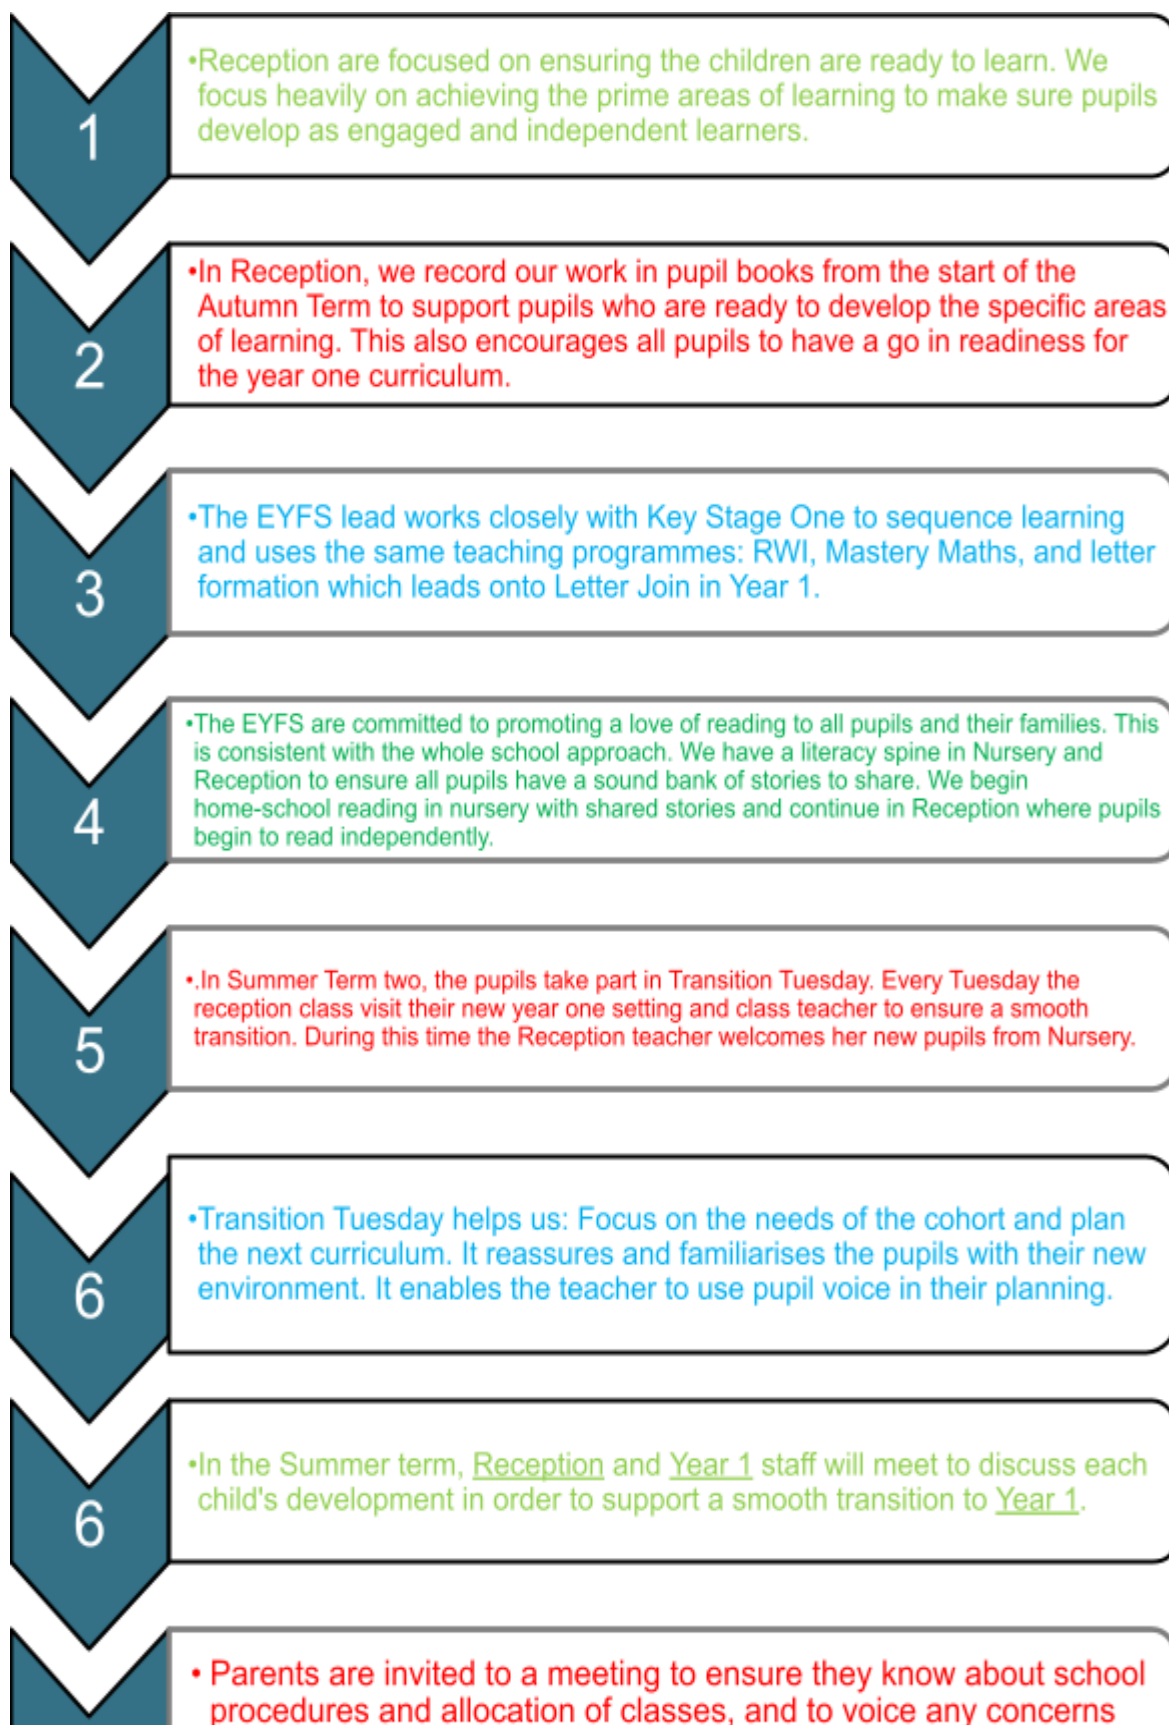 1
•Reception are focused on ensuring the children are ready to learn. We
focus heavily on achieving the prime areas of learning to make sure pupils
develop as engaged and independent learners.
2
•In Reception, we record our work in pupil books from the start of the
Autumn Term to support pupils who are ready to develop the specific areas
of learning. This also encourages all pupils to have a go in readiness for
the year one curriculum.
3
•The EYFS lead works closely with Key Stage One to sequence learning
and uses the same teaching programmes: RWI, Mastery Maths, and letter
formation which leads onto Letter Join in Year 1.
4
•The EYFS are committed to promoting a love of reading to all pupils and their families. This
is consistent with the whole school approach. We have a literacy spine in Nursery and
Reception to ensure all pupils have a sound bank of stories to share. We begin
home-school reading in nursery with shared stories and continue in Reception where pupils
begin to read independently.
5
•.In Summer Term two, the pupils take part in Transition Tuesday. Every Tuesday the
reception class visit their new year one setting and class teacher to ensure a smooth
transition. During this time the Reception teacher welcomes her new pupils from Nursery.
6
•Transition Tuesday helps us: Focus on the needs of the cohort and plan
the next curriculum. It reassures and familiarises the pupils with their new
environment. It enables the teacher to use pupil voice in their planning.
6
•In the Summer term, Reception and Year 1 staff will meet to discuss each
child's development in order to support a smooth transition to Year 1.
• Parents are invited to a meeting to ensure they know about school
procedures and allocation of classes, and to voice any concerns